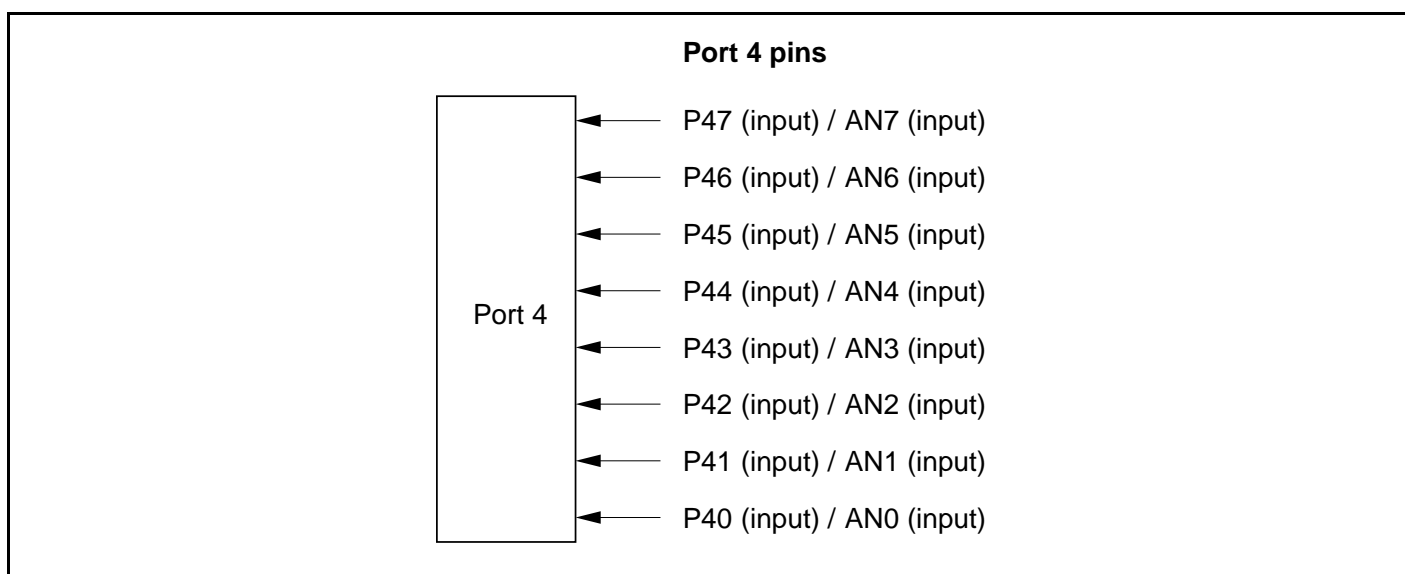 Port 4 pins
P47 (input) / AN7 (input)
P46 (input) / AN6 (input)
P45 (input) / AN5 (input)
P44 (input) / AN4 (input)
Port 4
P43 (input) / AN3 (input)
P42 (input) / AN2 (input)
P41 (input) / AN1 (input)
P40 (input) / AN0 (input)